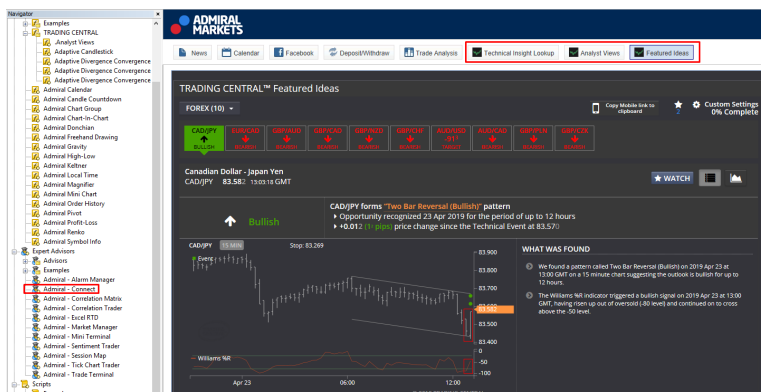 Navigator
Examples
TRADING CENTRAL
.Analyst Views
Adaptive Candlestick
Adaptive Divergence Convergence
Adaptive Divergence Convergence
Adaptive Divergence Convergence
Admiral Calendar
Admiral Candle Countdown
Admiral Chart Group
Admiral Chart-In-Chart
Admiral Donchian
Admiral Freehand Drawing
Admiral Gravity
Admiral High-Low
Admiral Keltner
Admiral Local Time
Admiral Magnifier
Admiral Mini Chart
Admiral Order History
Admiral Pivot
Admiral Profit-Loss
Admiral Renko
Admiral Symbol Info
Expert Advisors
Advisors
Examples
Admiral - Alarm Manager
Admiral - Connect
Admiral - Correlation Matrix
Admiral - Correlation Trader
Admiral - Excel RTD
Admiral - Market Manager
Admiral - Mini Terminal
Admiral - Sentiment Trader
Admiral - Session Map
Admiral - Tick Chart Trader
Admiral - Trade Terminal
Scripts
ADMIRAL
MARKETS
News Calendar Facebook Deposit/Withdraw Trade Analysis Technical Insight Lookup Analyst Views Featured Ideas
TRADING CENTRAL™ Featured Ideas
FOREX (10)
Copy Mobile link to
clipboard
2
Custom Settings
0% Complete
CAD/JPY EUR/CAD GBP/AUD GBP/CAD GBP/NZD GBP/CHF AUD/USD AUD/CAD GBP/PLN
BULLISH
Canadian Dollar - Japan Yen
CAD/JPY 83.582 13:03:18 GMT
WATCH
Bullish
CAD/JPY forms "Two Bar Reversal (Bullish)" pattern
Opportunity recognized 23 Apr 2019 for the period of up to 12 hours
+0.012 (1 pips) price change since the Technical Event at 83.570
CAD/JPY 15 MIN Stop: 83.269
Event
83.900
83.800
83.700
83.600
83.582
83.500
83.400
Williams %R
0
-50
-100
Apr 23 06:00 12:00
WHAT WAS FOUND
We found a pattern called Two Bar Reversal (Bullish) on 2019 Apr 23 at
13:00 GMT on a 15 minute chart suggesting the outlook is bullish for up to
12 hours.
The Williams %R indicator triggered a bullish signal on 2019 Apr 23 at 13:00
GMT, having risen up out of oversold (-80 level) and continued on to cross
above the -50 level.